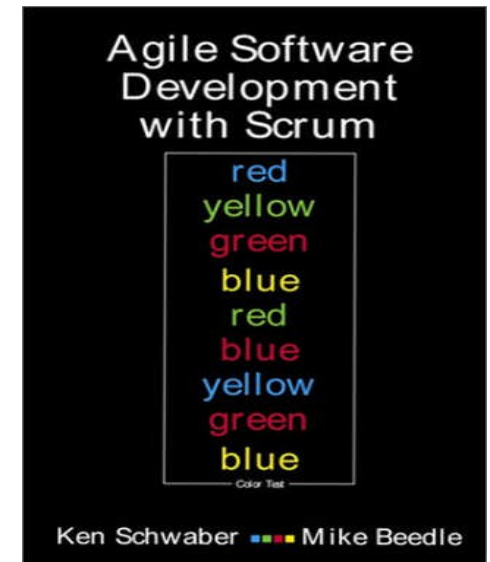 Agile Software
Development
with Scrum
red
yellow
green
blue
red
blue
yellow
green
blue
Color Test
Ken Schwaber Mike Beedle